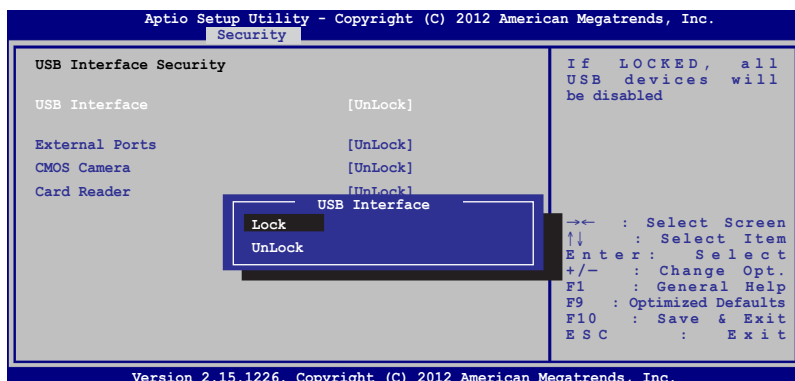 Aptio Setup Utility - Copyright (C) 2012 American Megatrends, Inc.
Security
USB Interface Security
USB Interface [UnLock]
External Ports [UnLock]
CMOS Camera [UnLock]
Card Reader [UnLock]
USB Interface
Lock
UnLock
If LOCKED, all
USB devices will
be disabled
→← : Select Screen
↑↓ : Select Item
Enter: Select
+/— : Change Opt.
F1 : General Help
F9 : Optimized Defaults
F10 : Save & Exit
ESC : Exit
Version 2.15.1226. Copyright (C) 2012 American Megatrends, Inc.